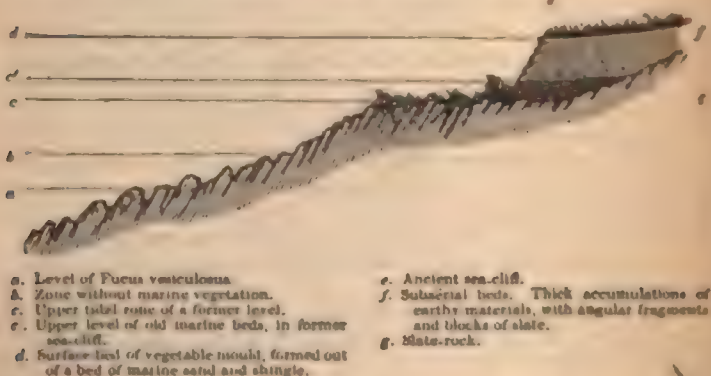 d
f
c'
c
e
b
a
a. Level of Fucus vesiculosus
b. Zone without marine vegetation.
c. Upper tidal zone of a former level.
c'. Upper level of old marine beds, in former
sea-cliff.
d. Surface-bed of vegetable mould, formed out
of a bed of marine sand and shingle.
e. Ancient sea-cliff.
f. Subaërial beds. Thick accumulations of
earthy materials, with angular fragments
and blocks of slate.
g. Slate-rock.